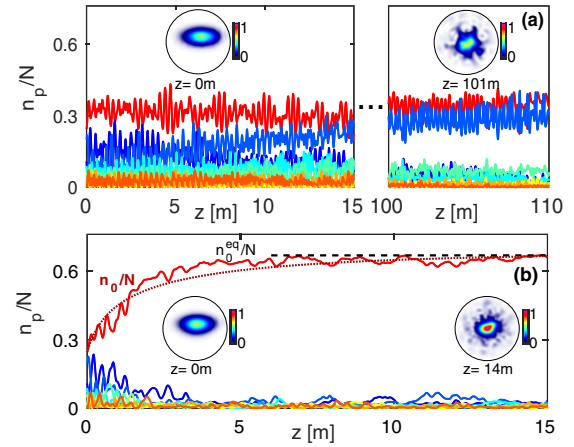 (a)
n_p/N
0.6
0.3
0
1
0
z= 0m
1
0
z= 101m
...
0 5 10 15 100 110
z [m] z [m]
(b)
n_p/N
0.6
0.3
0
n_0/N
n_0^eq/N
1
0
z= 0m
1
0
z= 14m
0 5 10 15
z [m]